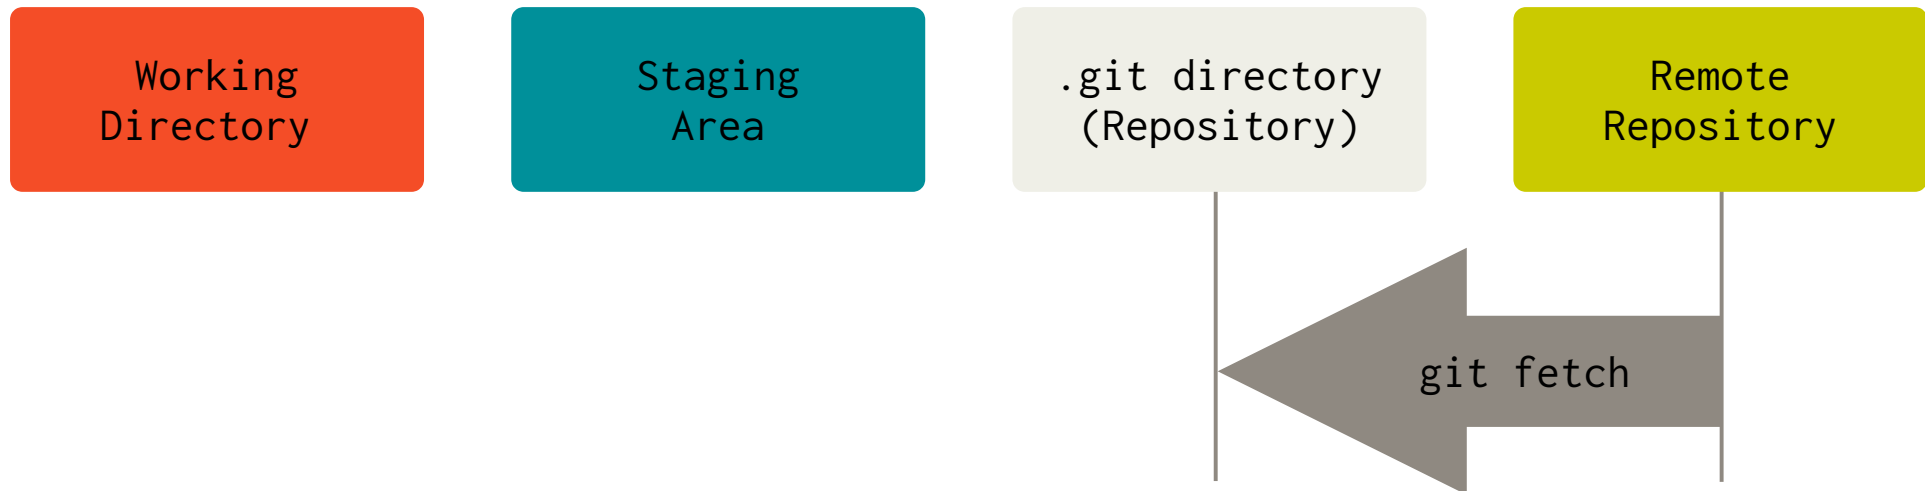 Working
Directory
Staging
Area
.git directory
(Repository)
Remote
Repository
git fetch